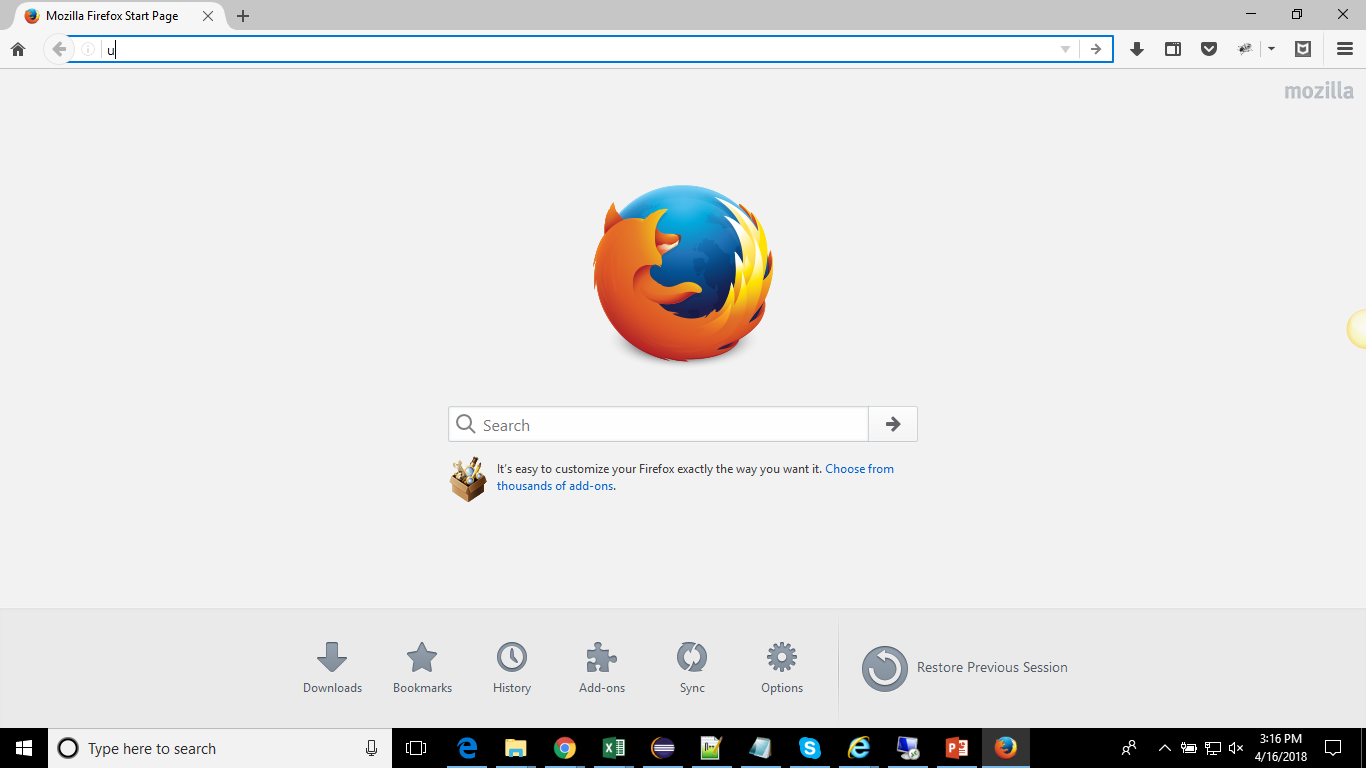 Mozilla Firefox Start Page
u
mozilla
Search
It's easy to customize your Firefox exactly the way you want it. Choose from
thousands of add-ons.
Downloads
Bookmarks
History
Add-ons
Sync
Options
Restore Previous Session
Type here to search
3:16 PM
4/16/2018